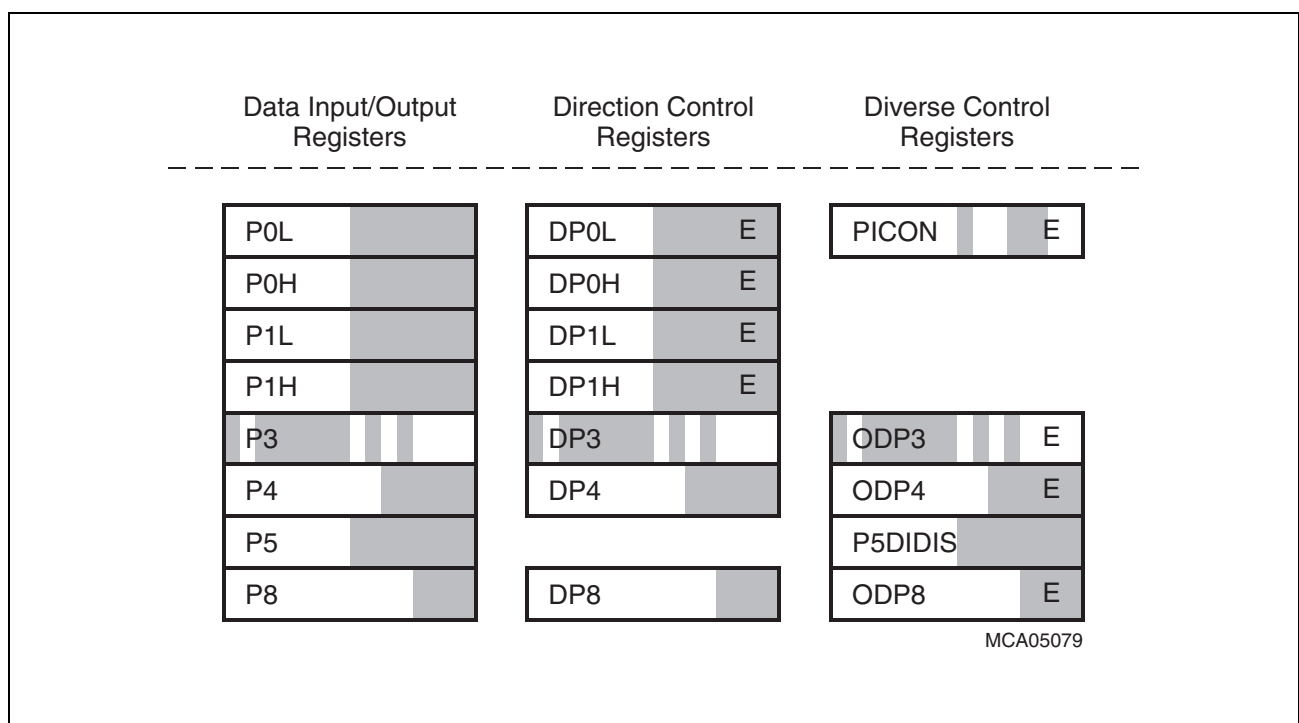 Data Input/Output
Registers
Direction Control
Registers
Diverse Control
Registers
P0L
DP0L E
PICON E
P0H
DP0H E
P1L
DP1L E
P1H
DP1H E
P3
DP3
ODP3 E
P4
DP4
ODP4 E
P5
P5DIDIS
P8
DP8
ODP8 E
MCA05079